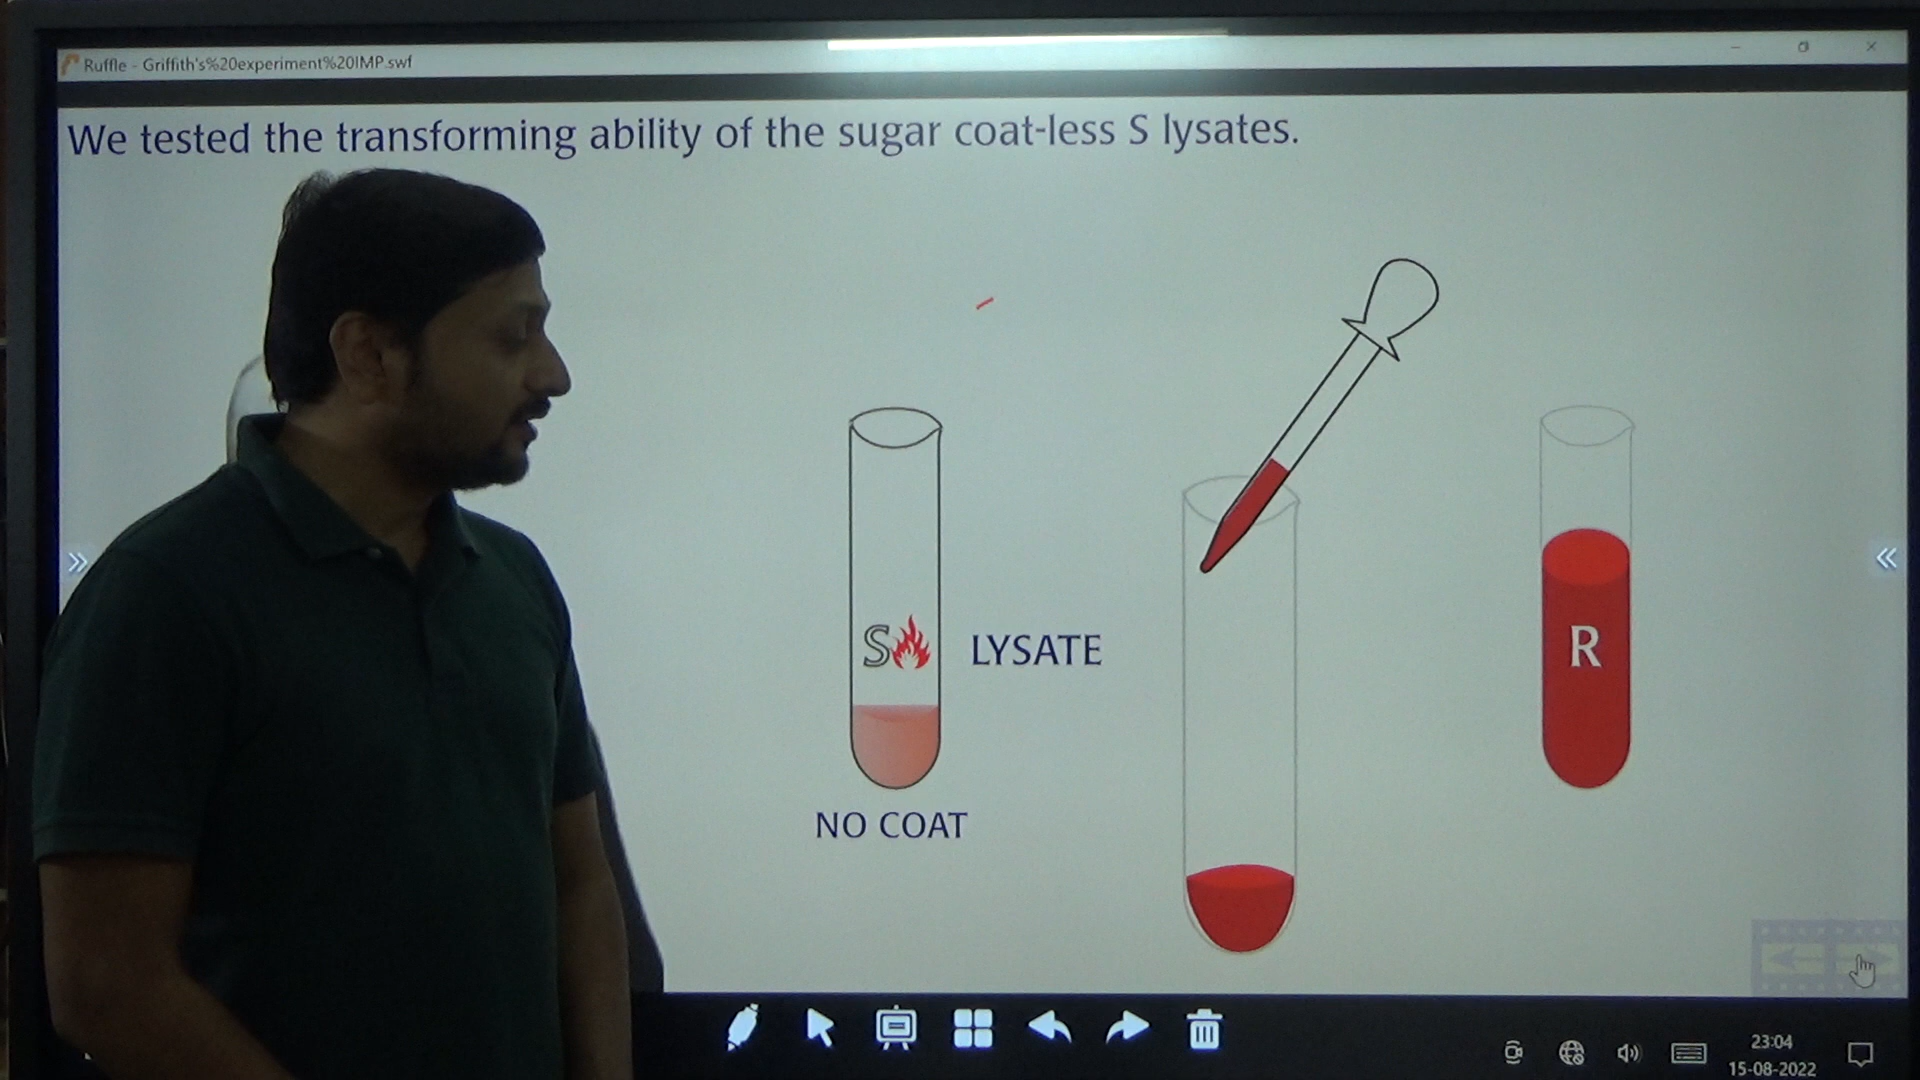 Ruffle - Griffith's%20experiment%20IMP.swf
We tested the transforming ability of the sugar coat-less S lysates.
S LYSATE
R
NO COAT
23:04
15-08-2022